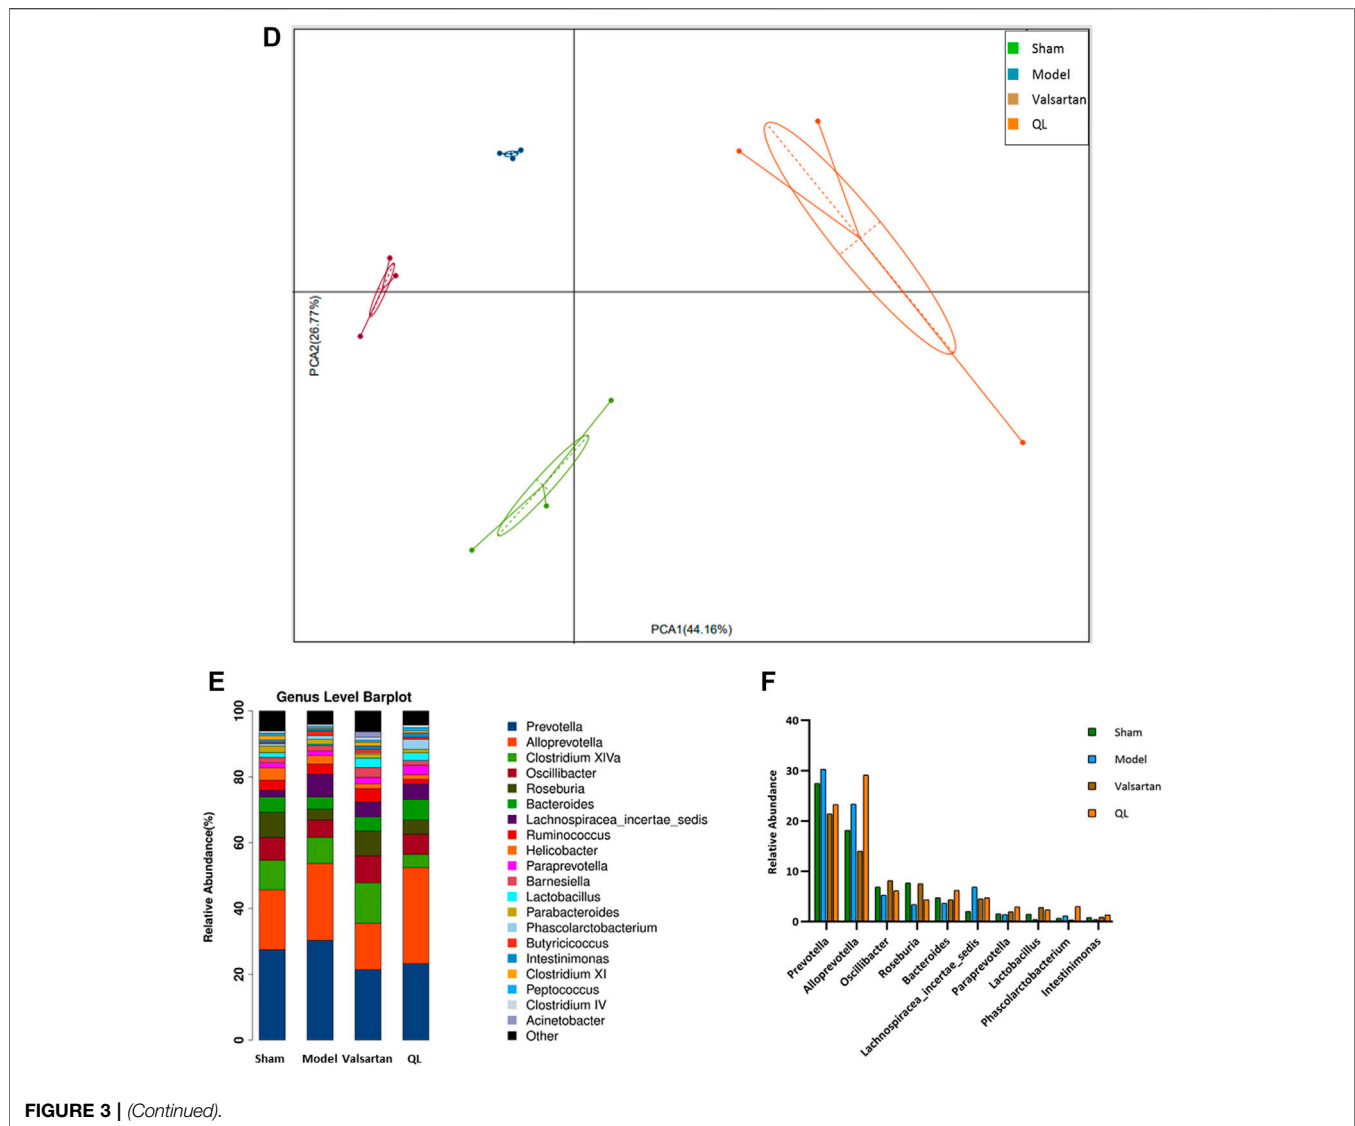 D
Sham
Model
Valsartan
QL
PCA2(26.77%)
PCA1(44.16%)
E
Genus Level Barplot
Relative Abundance(%)
100
80
60
40
20
0
Sham Model Valsartan QL
Prevotella
Alloprevotella
Clostridium XlVa
Oscillibacter
Roseburia
Bacteroides
Lachnospiracea_incertae_sedis
Ruminococcus
Helicobacter
Paraprevotella
Barnesiella
Lactobacillus
Parabacteroides
Phascolarctobacterium
Butyricicoccus
Intestinimonas
Clostridium XI
Peptococcus
Clostridium IV
Acinetobacter
Other
F
Relative Abundance
40
30
20
10
0
Prevotella
Alloprevotella
Oscillibacter
Roseburia
Bacteroides
Lachnospiracea_incertae_sedis
Paraprevotella
Lactobacillus
Phascolarctobacterium
Intestinimonas
Sham
Model
Valsartan
QL
FIGURE 3 | (Continued).